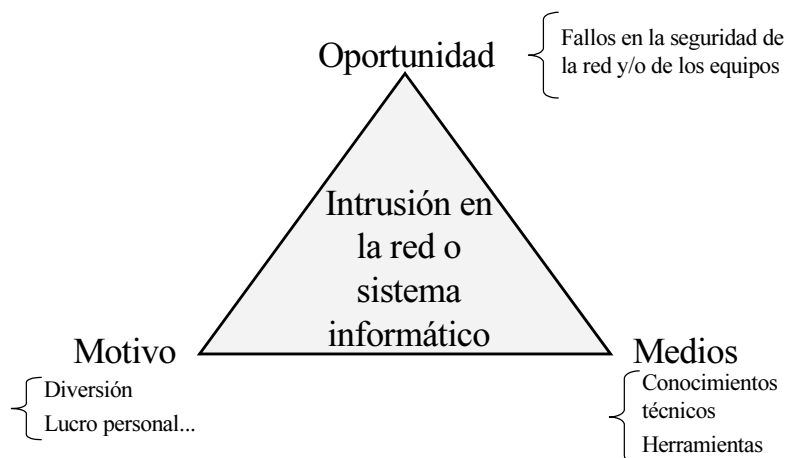 Oportunidad
Fallos en la seguridad de
la red y/o de los equipos
Intrusión en
la red o
sistema
informático
Motivo
Diversión
Lucro personal...
Medios
Conocimientos
técnicos
Herramientas